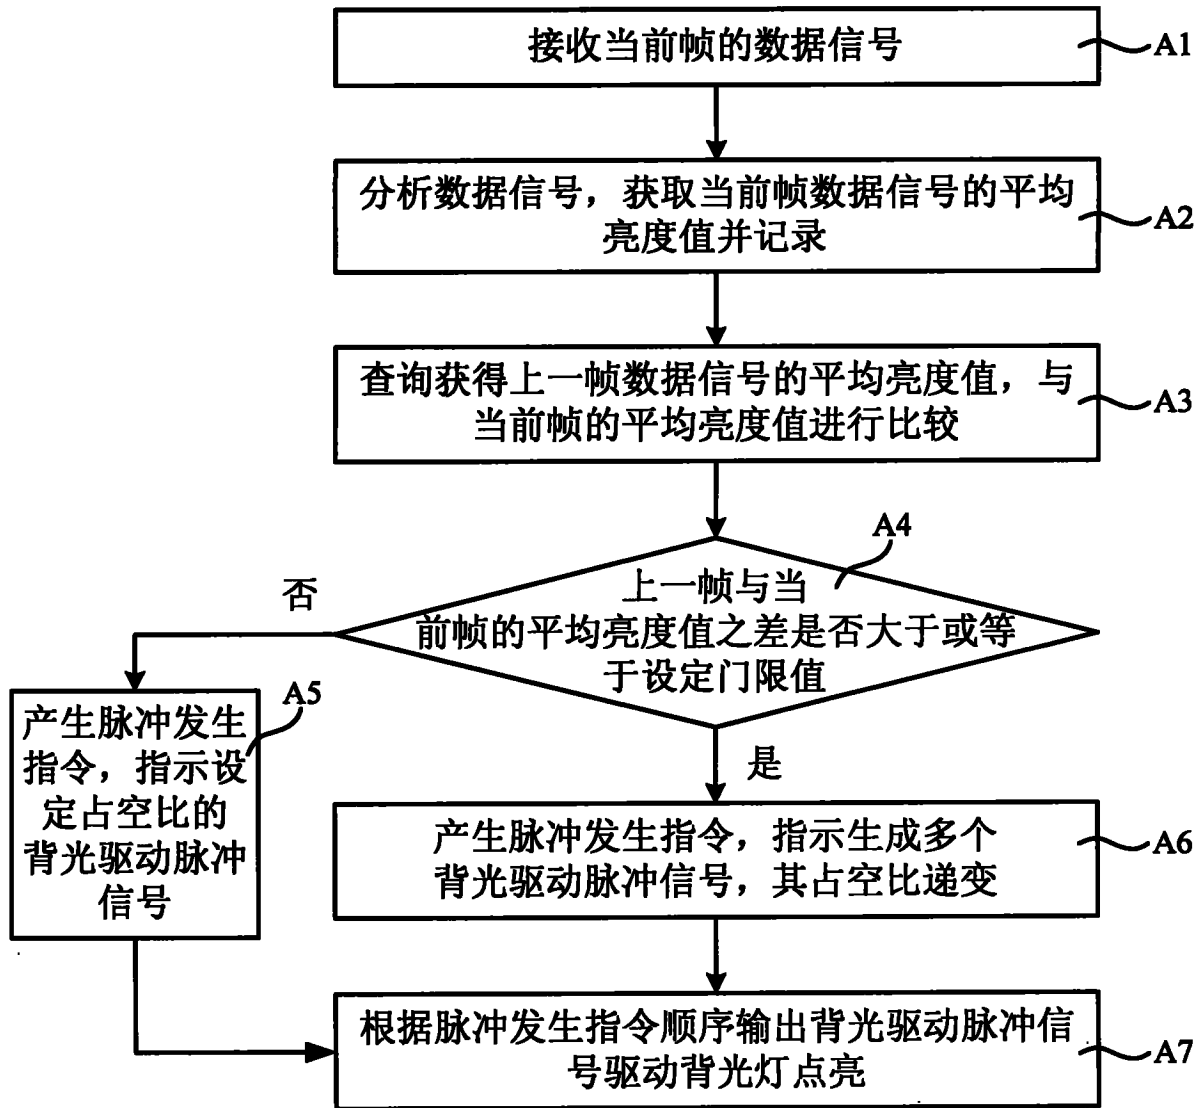 接收当前帧的数据信号
A1
分析数据信号，获取当前帧数据信号的平均
亮度值并记录
A2
查询获得上一帧数据信号的平均亮度值，与
当前帧的平均亮度值进行比较
A3
A4
上一帧与当
前帧的平均亮度值之差是否大于或等
于设定门限值
否
是
A5
产生脉冲发生
指令，指示设
定占空比的
背光驱动脉冲
信号
产生脉冲发生指令，指示生成多个
背光驱动脉冲信号，其占空比递变
A6
根据脉冲发生指令顺序输出背光驱动脉冲信
号驱动背光灯点亮
A7